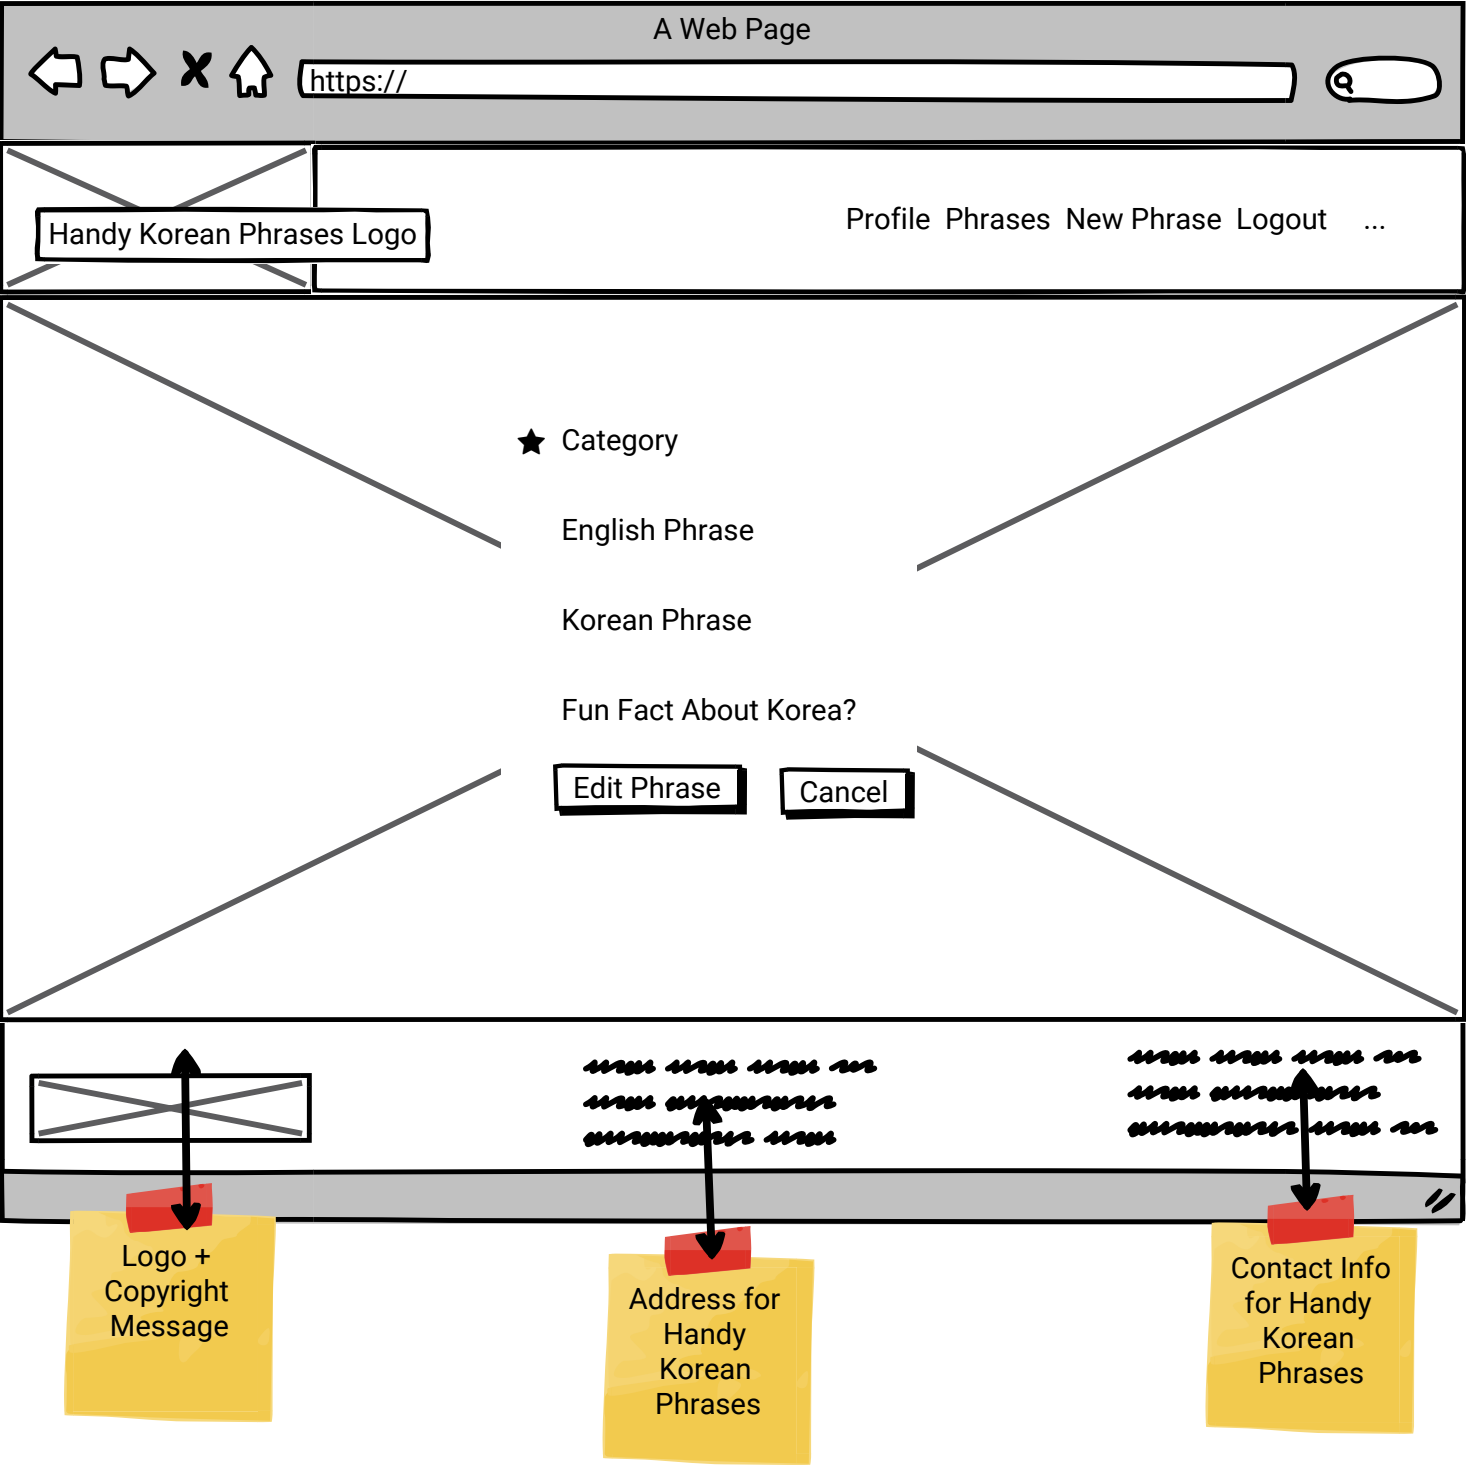 A Web Page
https://
Handy Korean Phrases Logo
Profile Phrases New Phrase Logout ...
Category
English Phrase
Korean Phrase
Fun Fact About Korea?
Edit Phrase Cancel
Logo +
Copyright
Message
Address for
Handy
Korean
Phrases
Contact Info
for Handy
Korean
Phrases